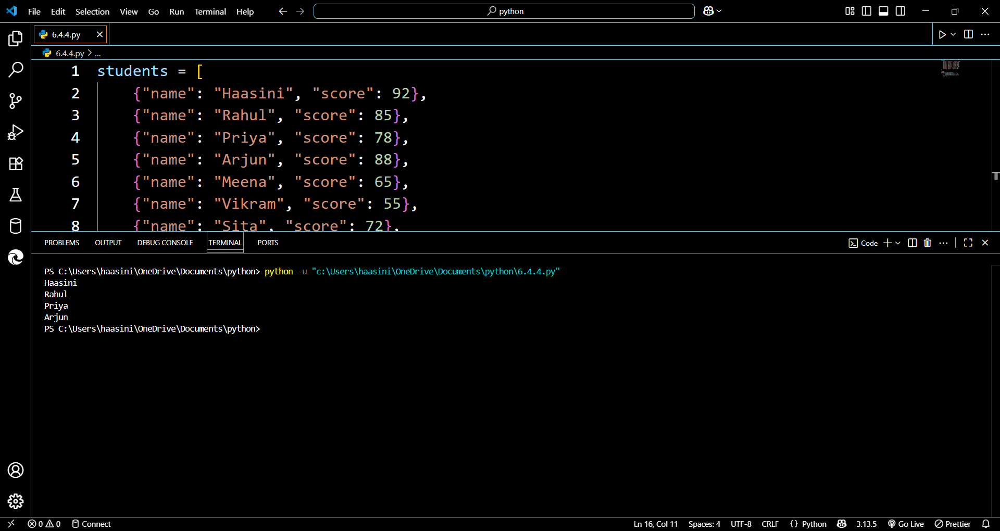 File Edit Selection View Go Run Terminal Help python
6.4.4.py
6.4.4.py > ...
1 students = [
2 {"name": "Haasini", "score": 92},
3 {"name": "Rahul", "score": 85},
4 {"name": "Priya", "score": 78},
5 {"name": "Arjun", "score": 88},
6 {"name": "Meena", "score": 65},
7 {"name": "Vikram", "score": 55},
8 {"name": "Sita", "score": 72},
PROBLEMS OUTPUT DEBUG CONSOLE TERMINAL PORTS Code
PS C:\Users\haasini\OneDrive\Documents\python> python -u "c:\Users\haasini\OneDrive\Documents\python\6.4.4.py"
Haasini
Rahul
Priya
Arjun
PS C:\Users\haasini\OneDrive\Documents\python>
0 0 Connect Ln 16, Col 11 Spaces: 4 UTF-8 CRLF {} Python 3.13.5 Go Live Prettier